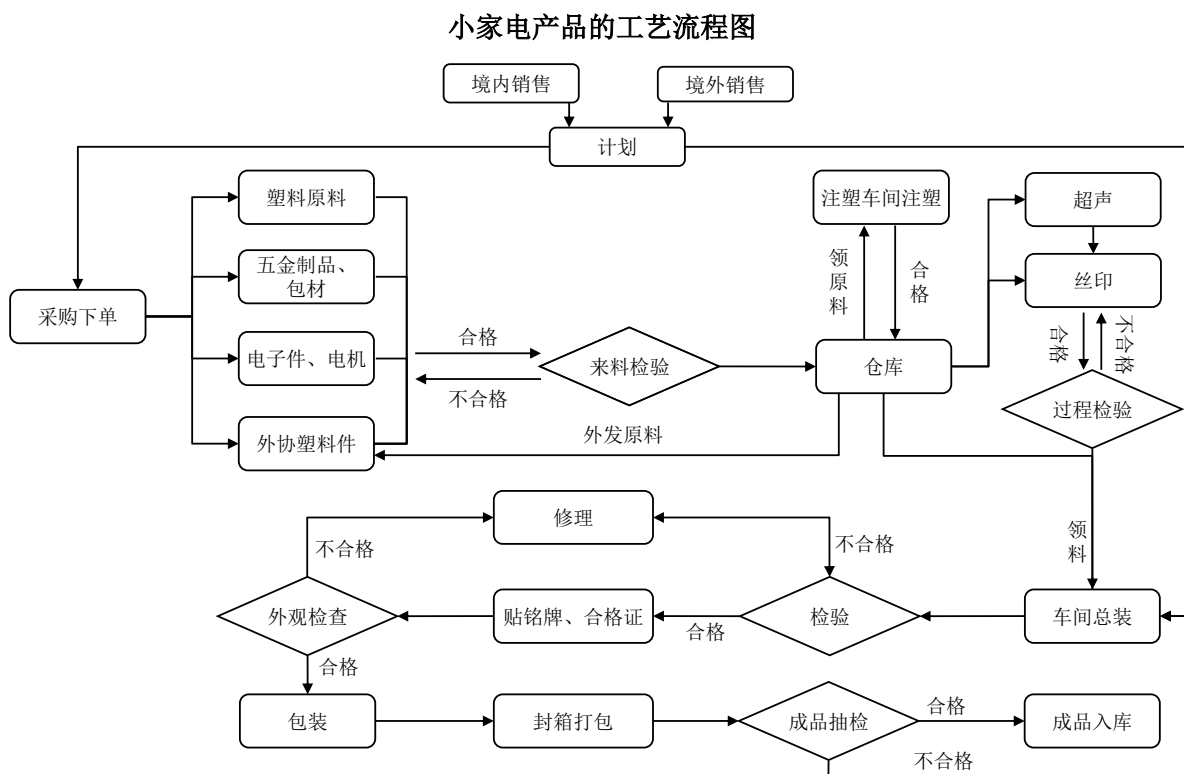 小家电产品的工艺流程图
境内销售
境外销售
计划
塑料原料
注塑车间注塑
超声
五金制品、
包材
领原料
合格
丝印
采购下单
合格
不合格
电子件、电机
合格
来料检验
仓库
不合格
过程检验
外协塑料件
外发原料
修理
不合格
不合格
领料
外观检查
贴铭牌、合格证
合格
检验
车间总装
合格
包装
封箱打包
成品抽检
合格
成品入库
不合格